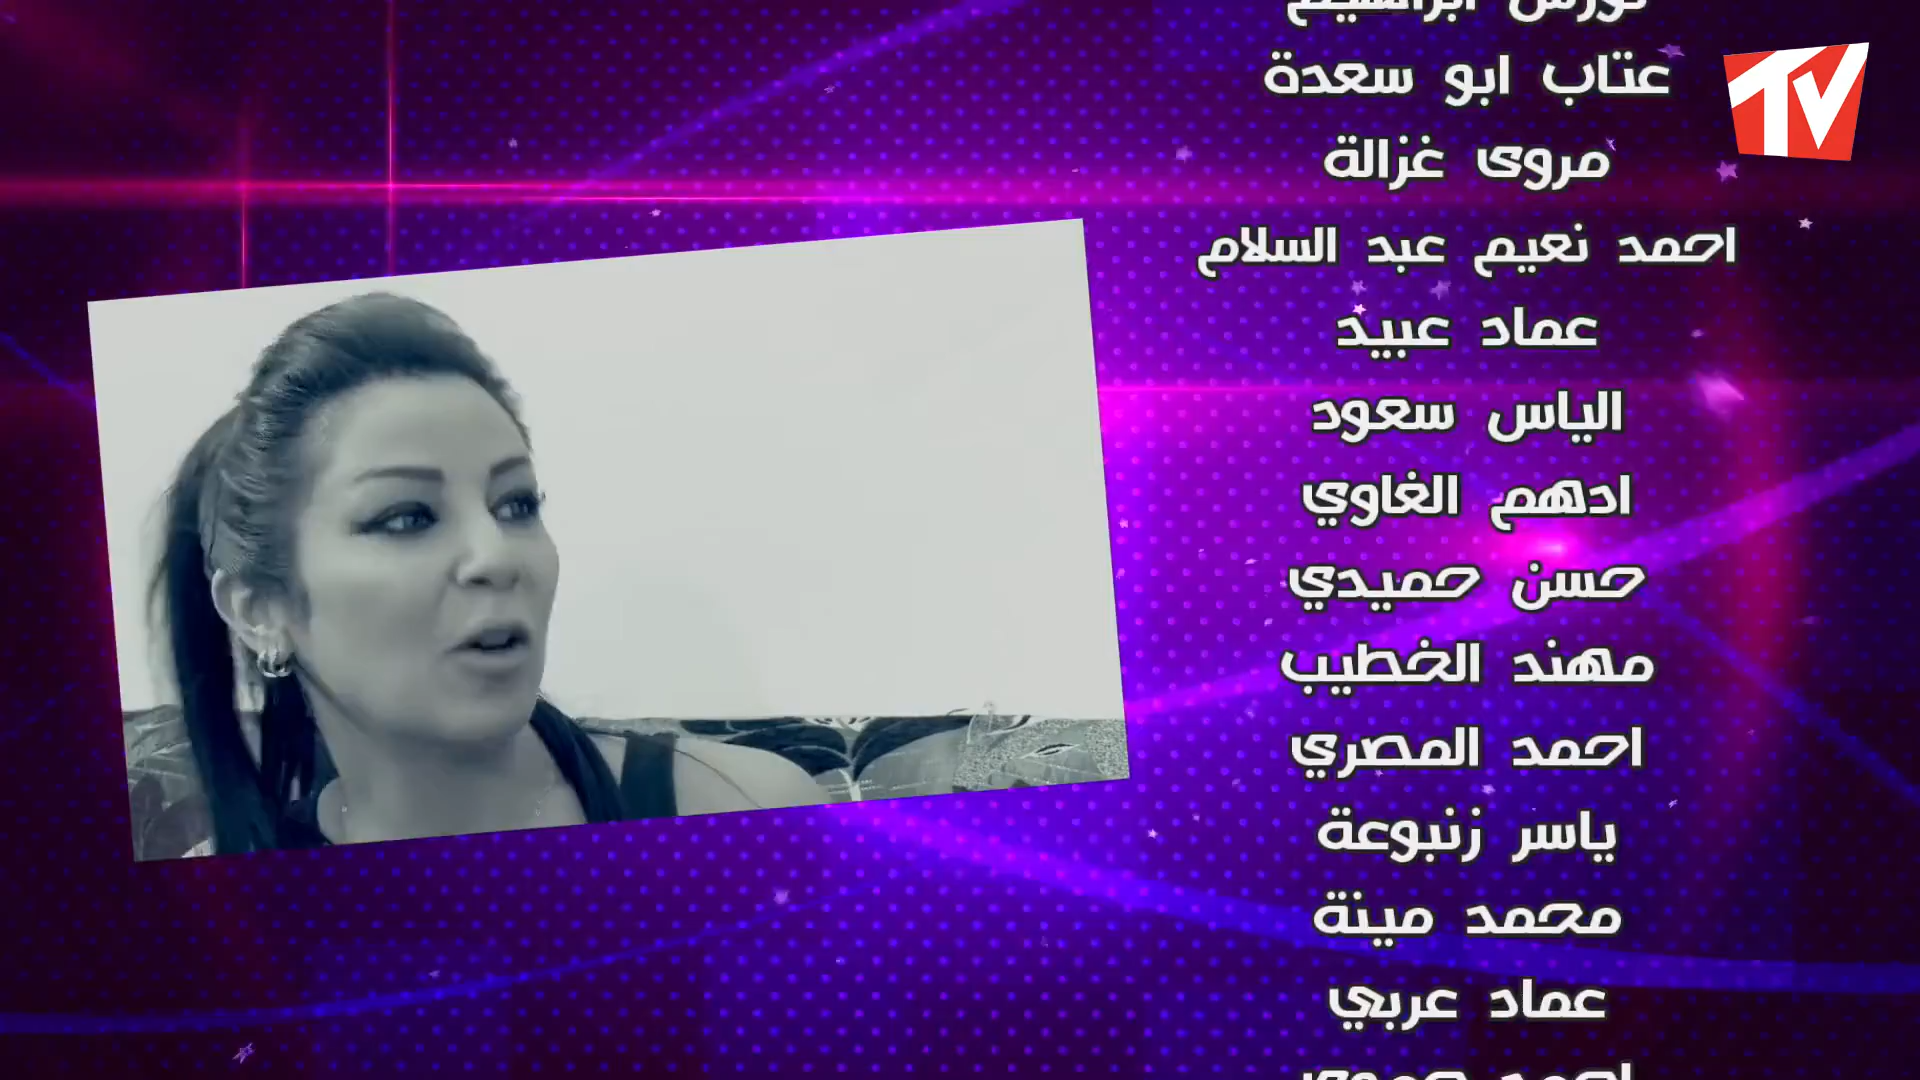 TV
عتاب ابو سعدة
مروى غزالة
احمد نعيم عبد السلام
عماد عبيد
الياس سعود
ادهم الغاوي
حسن حميدي
مهند الخطيب
احمد المصري
ياسر زنبوعة
محمد مينة
عماد عربي